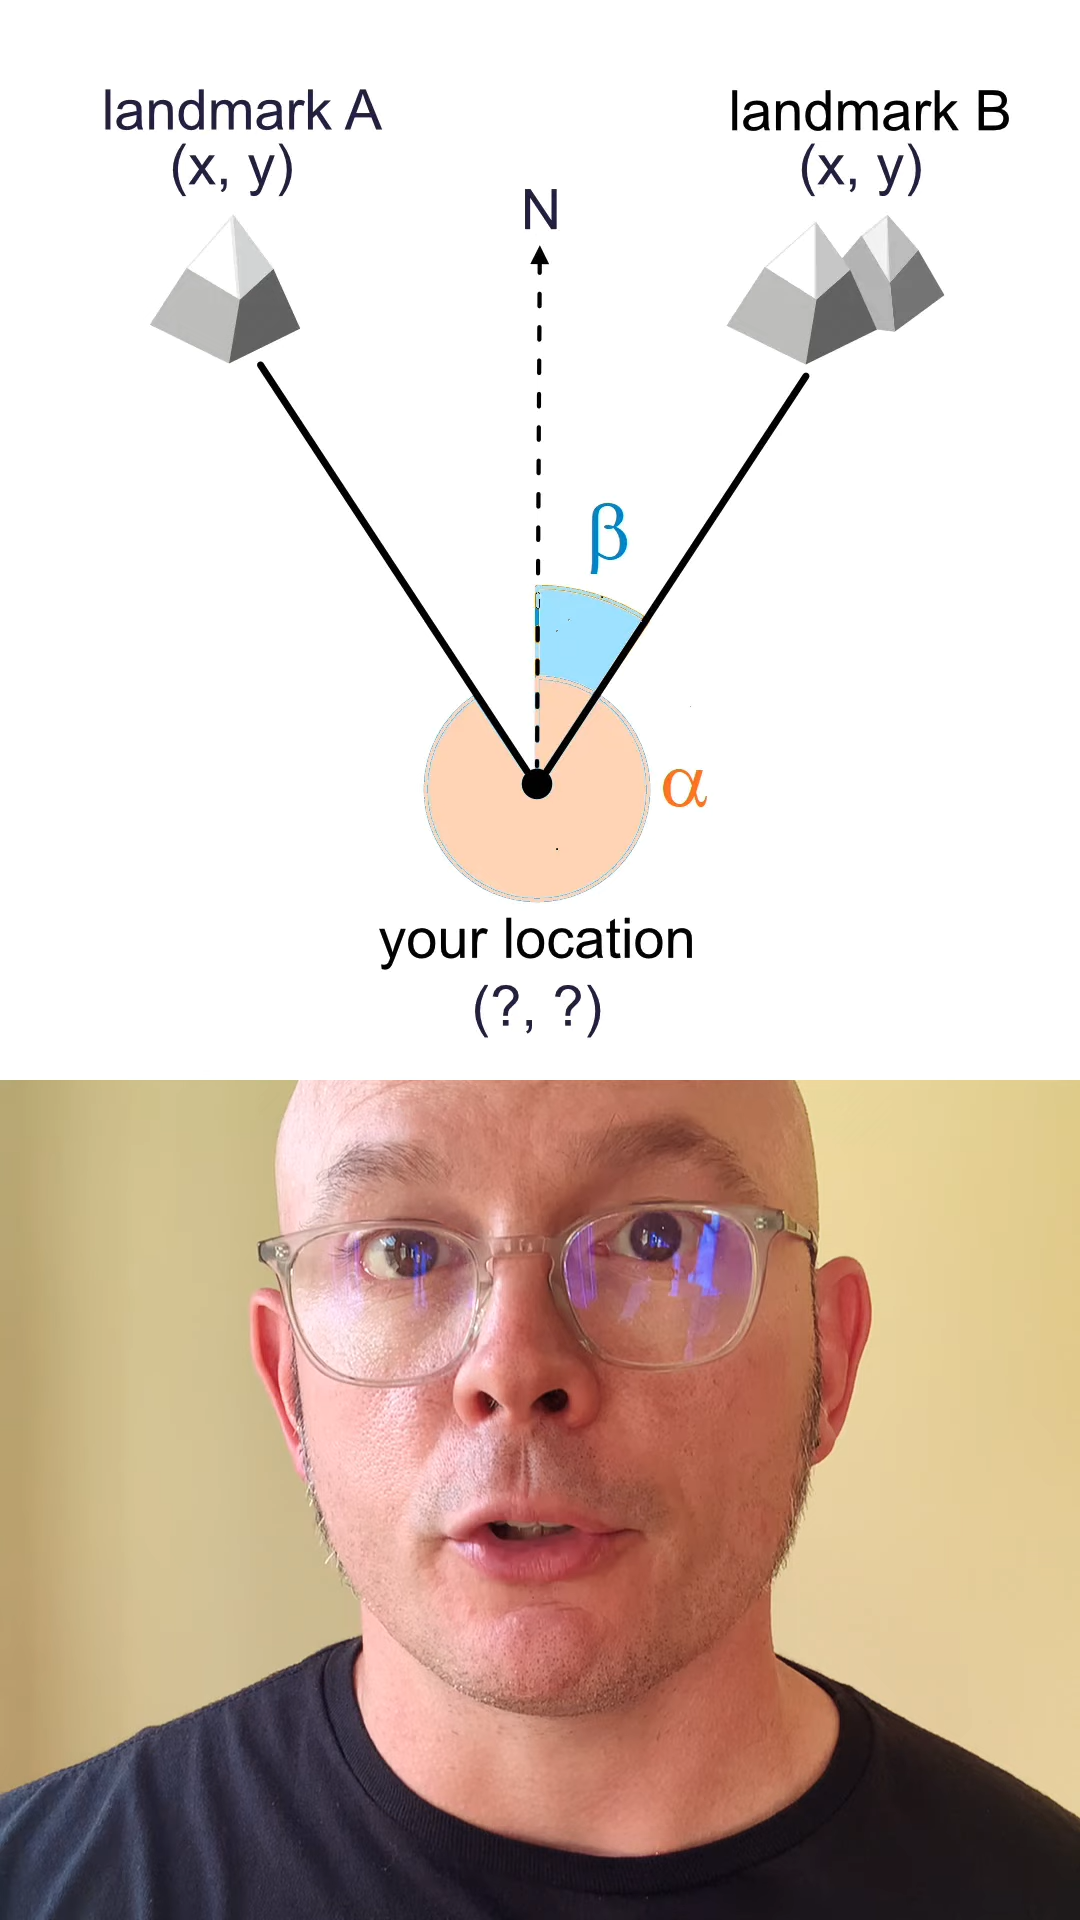 landmark A
(x, y)
landmark B
(x, y)
N
β
α
your location
(?, ?)